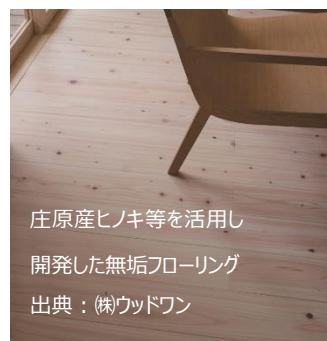 庄原産ヒノキ等を活用し
開発した無垢フローリング
出典：㈱ウッドワン